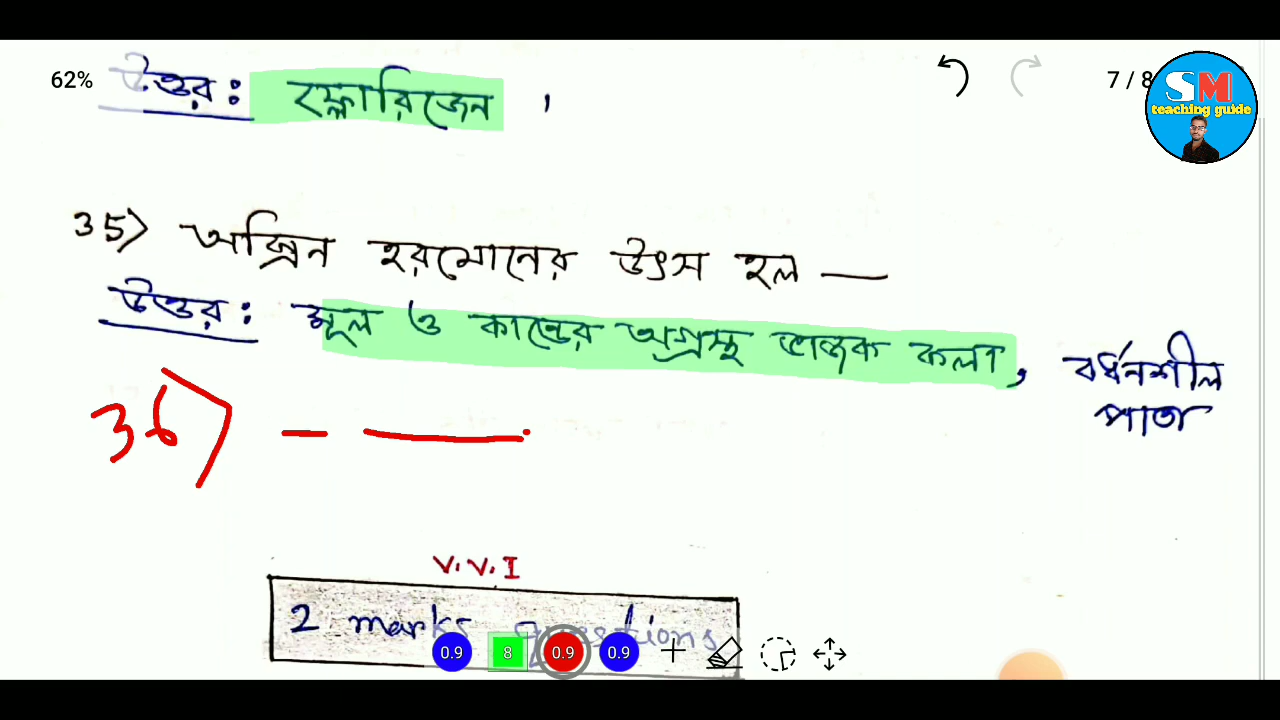 62%
7 / 8
SM
teaching guide
উত্তর: ফ্লোরিজেন ,
35) অক্সিন হরমোনের উৎস হল —
উত্তর: মূল ও কান্ডের অগ্রস্থ ভাজক কলা, বর্ধনশীল
পাতা
36) — —
V.V.I
2 marks questions
0.9 8 0.9 0.9